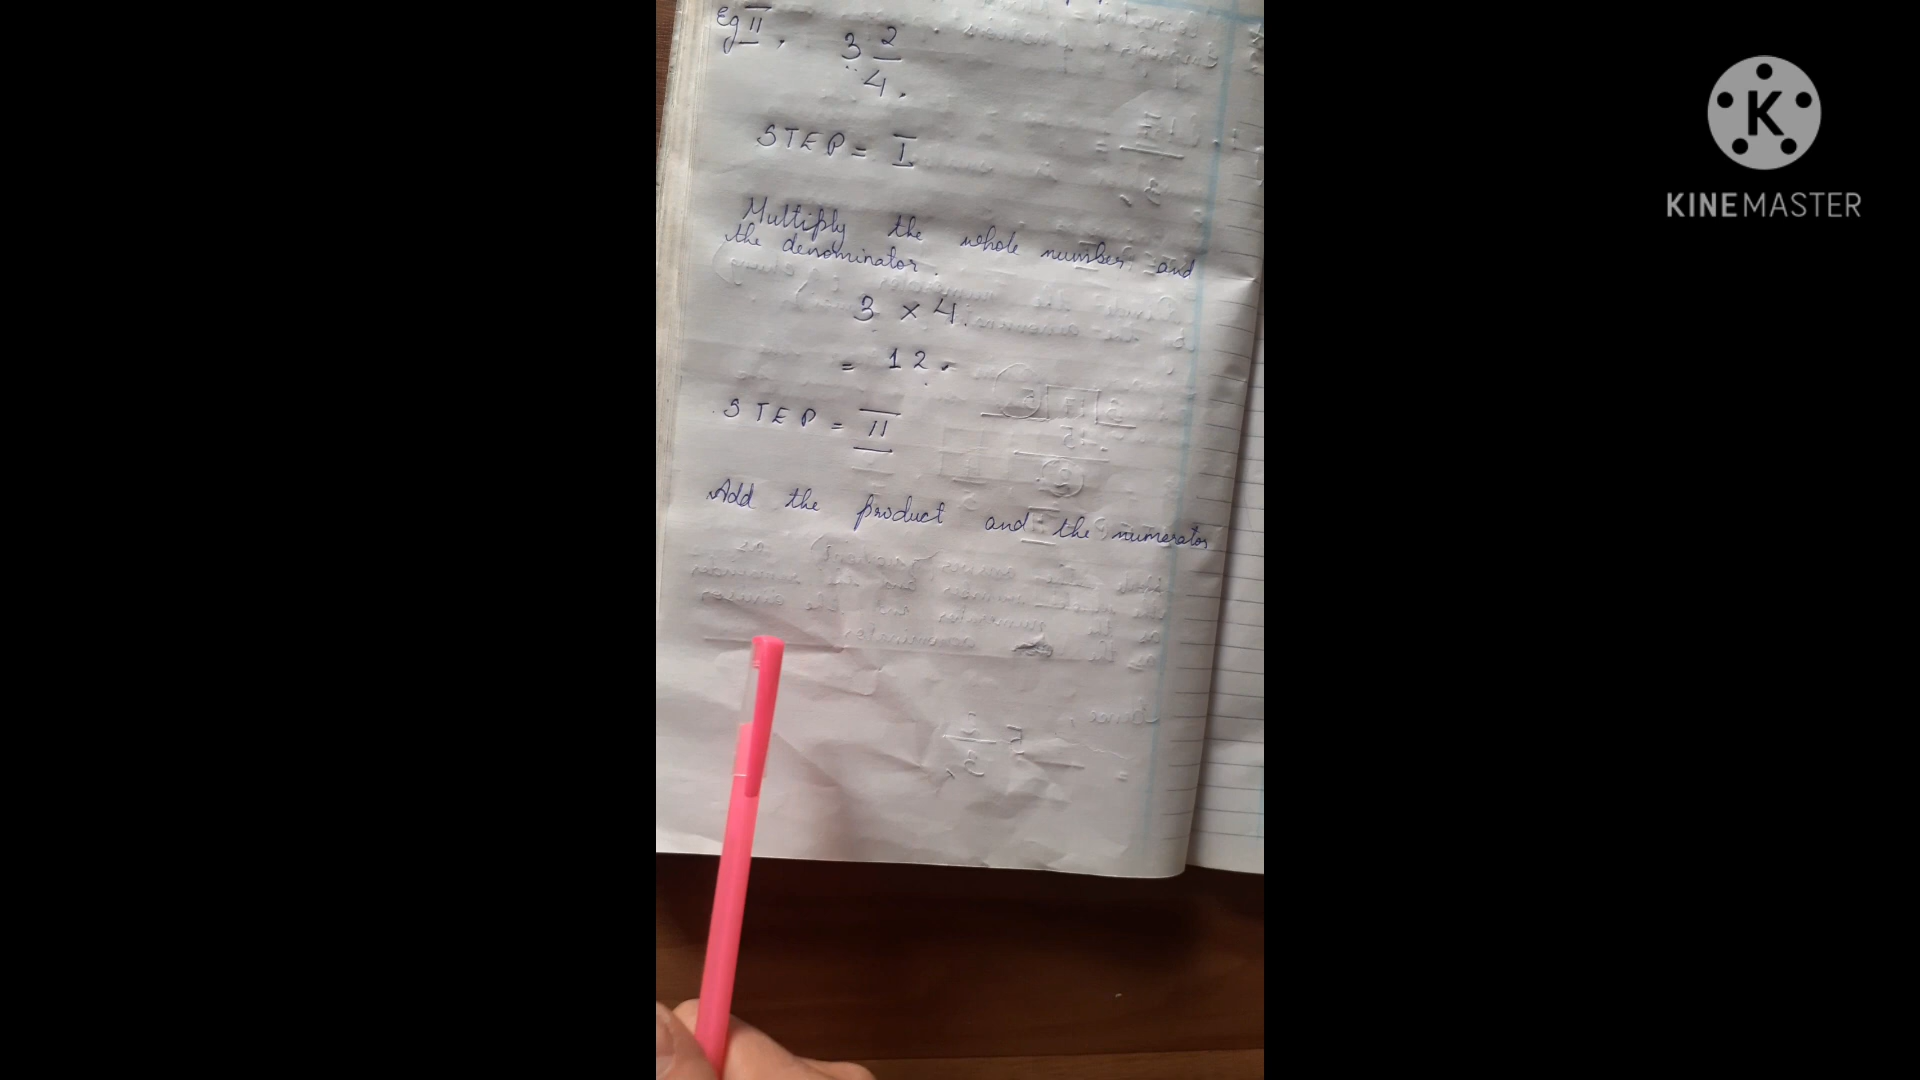 Eg II. 3 2/4.
STEP = I
Multiply the whole number and
the denominator.
3 × 4.
= 12.
STEP = II
Add the product and the numerator
K
KINEMASTER